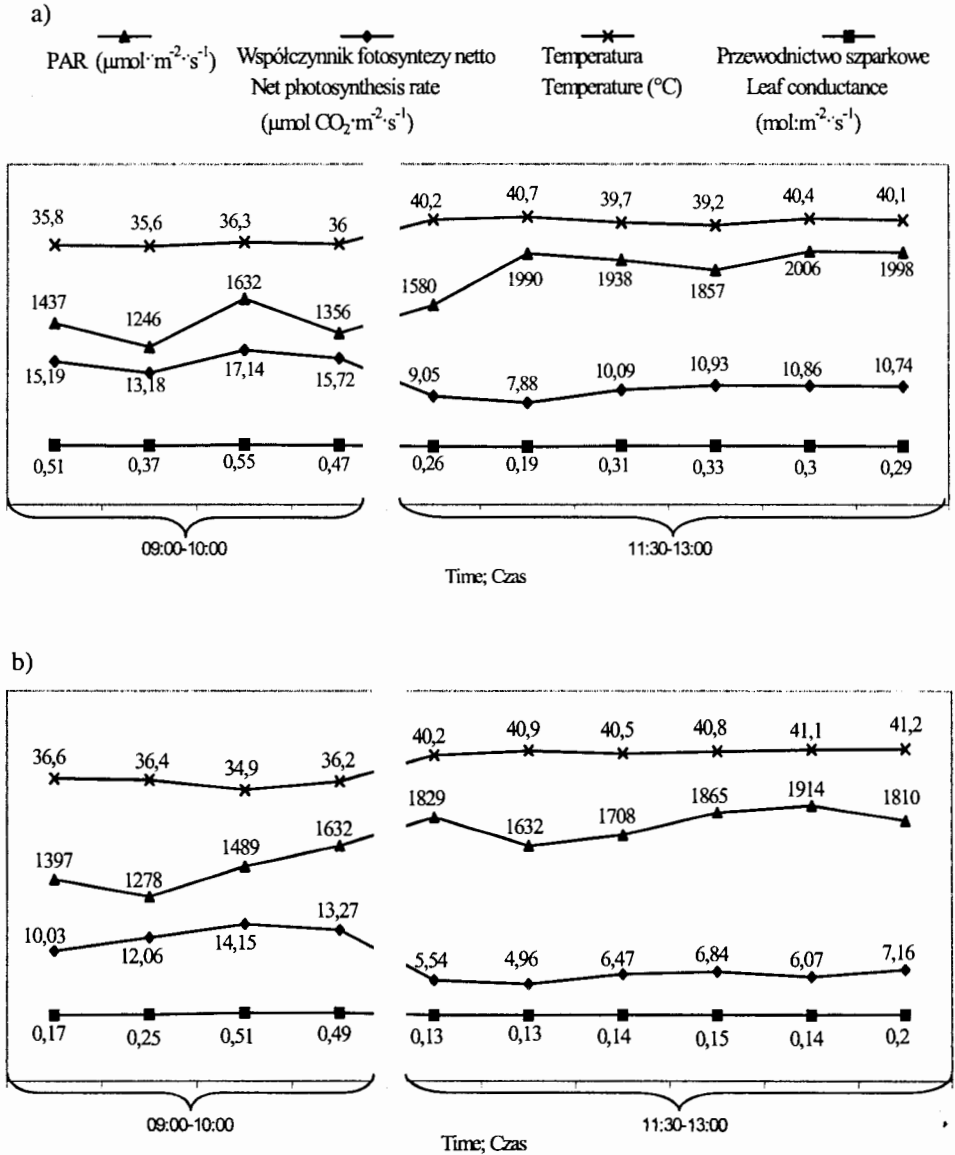 a)
PAR (µmol·m⁻²·s⁻¹) Współczynnik fotosyntezy netto Temperatura Przewodnictwo szparkowe
Net photosynthesis rate Temperature (°C) Leaf conductance
(µmol CO₂·m⁻²·s⁻¹) (mol:m⁻²·s⁻¹)
35,8 35,6 36,3 36 40,2 40,7 39,7 39,2 40,4 40,1
1437 1246 1632 1356 1580 1990 1938 1857 2006 1998
15,19 13,18 17,14 15,72 9,05 7,88 10,09 10,93 10,86 10,74
0,51 0,37 0,55 0,47 0,26 0,19 0,31 0,33 0,3 0,29
09:00-10:00 11:30-13:00
Time; Czas
b)
36,6 36,4 34,9 36,2 40,2 40,9 40,5 40,8 41,1 41,2
1397 1278 1489 1632 1829 1632 1708 1865 1914 1810
10,03 12,06 14,15 13,27 5,54 4,96 6,47 6,84 6,07 7,16
0,17 0,25 0,51 0,49 0,13 0,13 0,14 0,15 0,14 0,2
09:00-10:00 11:30-13:00
Time; Czas